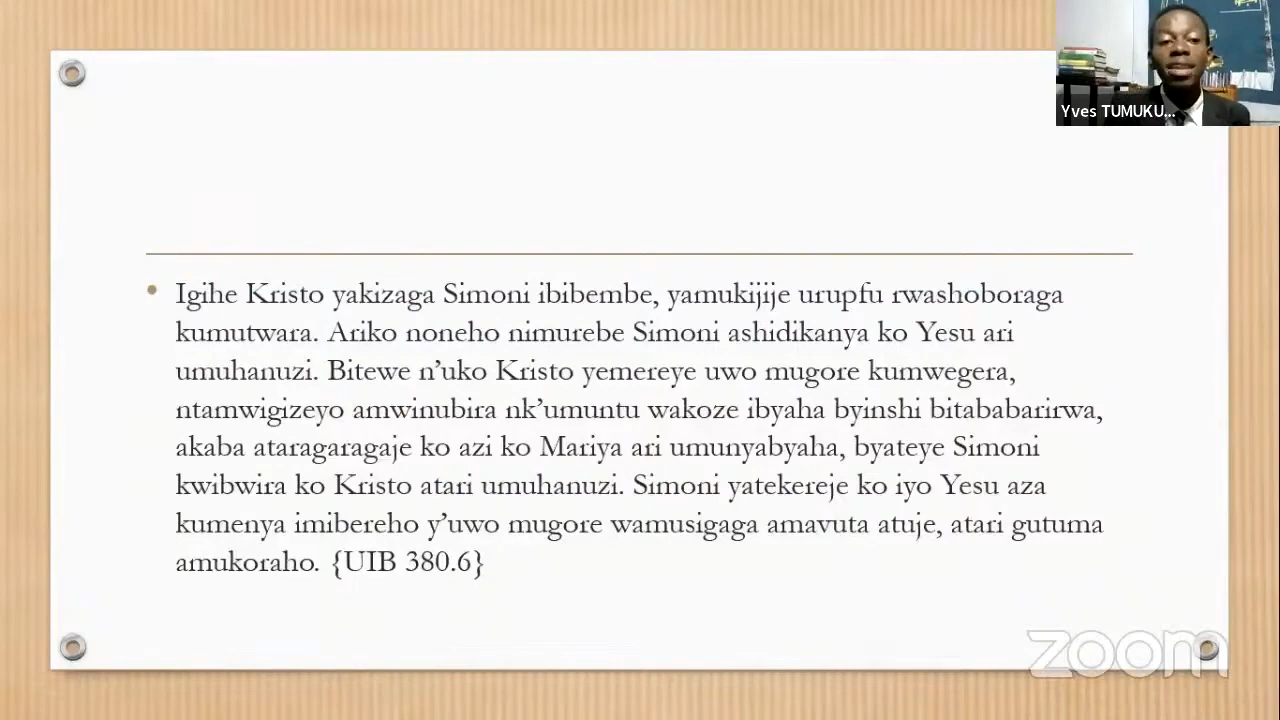 Yves TUMUKU...
• Igihe Kristo yakizaga Simoni ibibembe, yamukijije urupfu rwashoboraga
kumutwara. Ariko noneho nimurebe Simoni ashidikanya ko Yesu ari
umuhanuzi. Bitewe n’uko Kristo yemereye uwo mugore kumwegera,
ntamwigizeyo amwinubira nk’umuntu wakoze ibyaha byinshi bitababarirwa,
akaba ataragaragaje ko azi ko Mariya ari umunyabyaha, byateye Simoni
kwibwira ko Kristo atari umuhanuzi. Simoni yatekereje ko iyo Yesu aza
kumenya imibereho y’uwo mugore wamusigaga amavuta atuje, atari gutuma
amukoraho. {UIB 380.6}
zoom